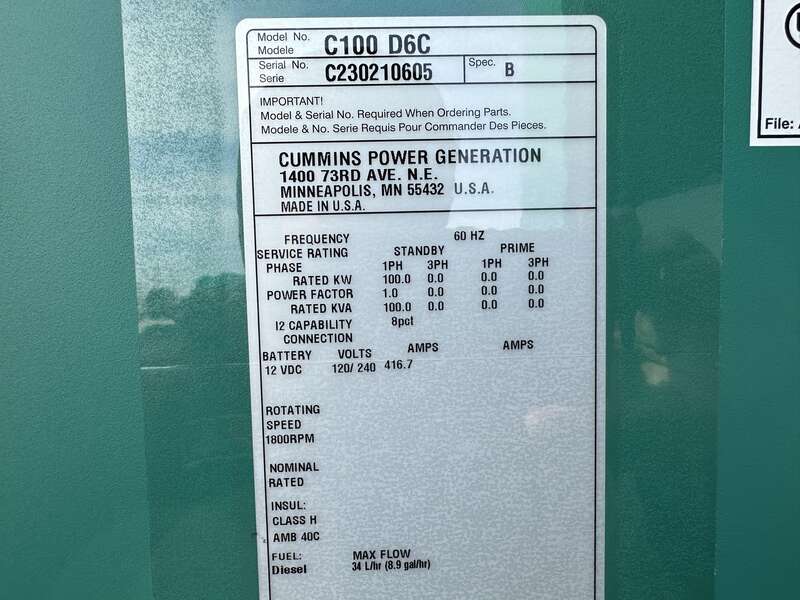 Model No. C100 D6C
Modele
Serial No. C230210605 Spec. B
Serie
IMPORTANT!
Model & Serial No. Required When Ordering Parts.
Modele & No. Serie Requis Pour Commander Des Pieces.
CUMMINS POWER GENERATION
1400 73RD AVE. N.E.
MINNEAPOLIS, MN 55432 U.S.A.
MADE IN U.S.A.
FREQUENCY 60 HZ
SERVICE RATING STANDBY PRIME
PHASE 1PH 3PH 1PH 3PH
RATED KW 100.0 0.0 0.0 0.0
POWER FACTOR 1.0 0.0 0.0 0.0
RATED KVA 100.0 0.0 0.0 0.0
I2 CAPABILITY 8pct
CONNECTION
BATTERY VOLTS AMPS AMPS
12 VDC 120/ 240 416.7
ROTATING
SPEED
1800RPM
NOMINAL
RATED
INSUL:
CLASS H
AMB 40C
FUEL: MAX FLOW
Diesel 34 L/hr (8.9 gal/hr)
File: